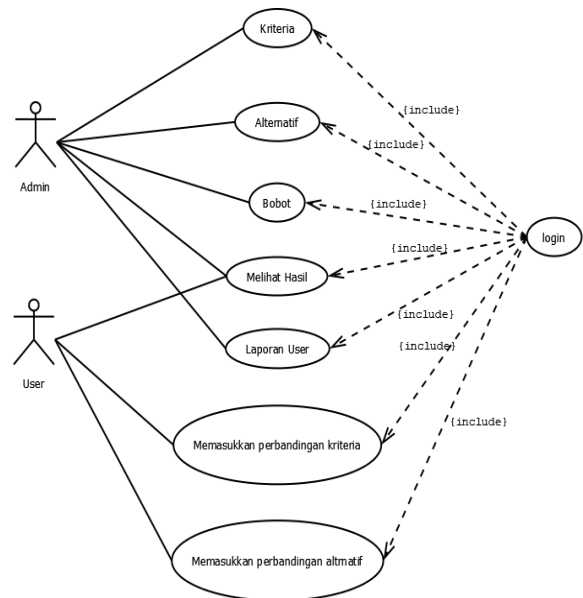 Kriteria
{include}
Alternatif
{include}
Admin
Bobot
{include}
login
{include}
Melihat Hasil
{include}
Laporan User
{include}
User
{include}
Memasukkan perbandingan kriteria
Memasukkan perbandingan altmatif